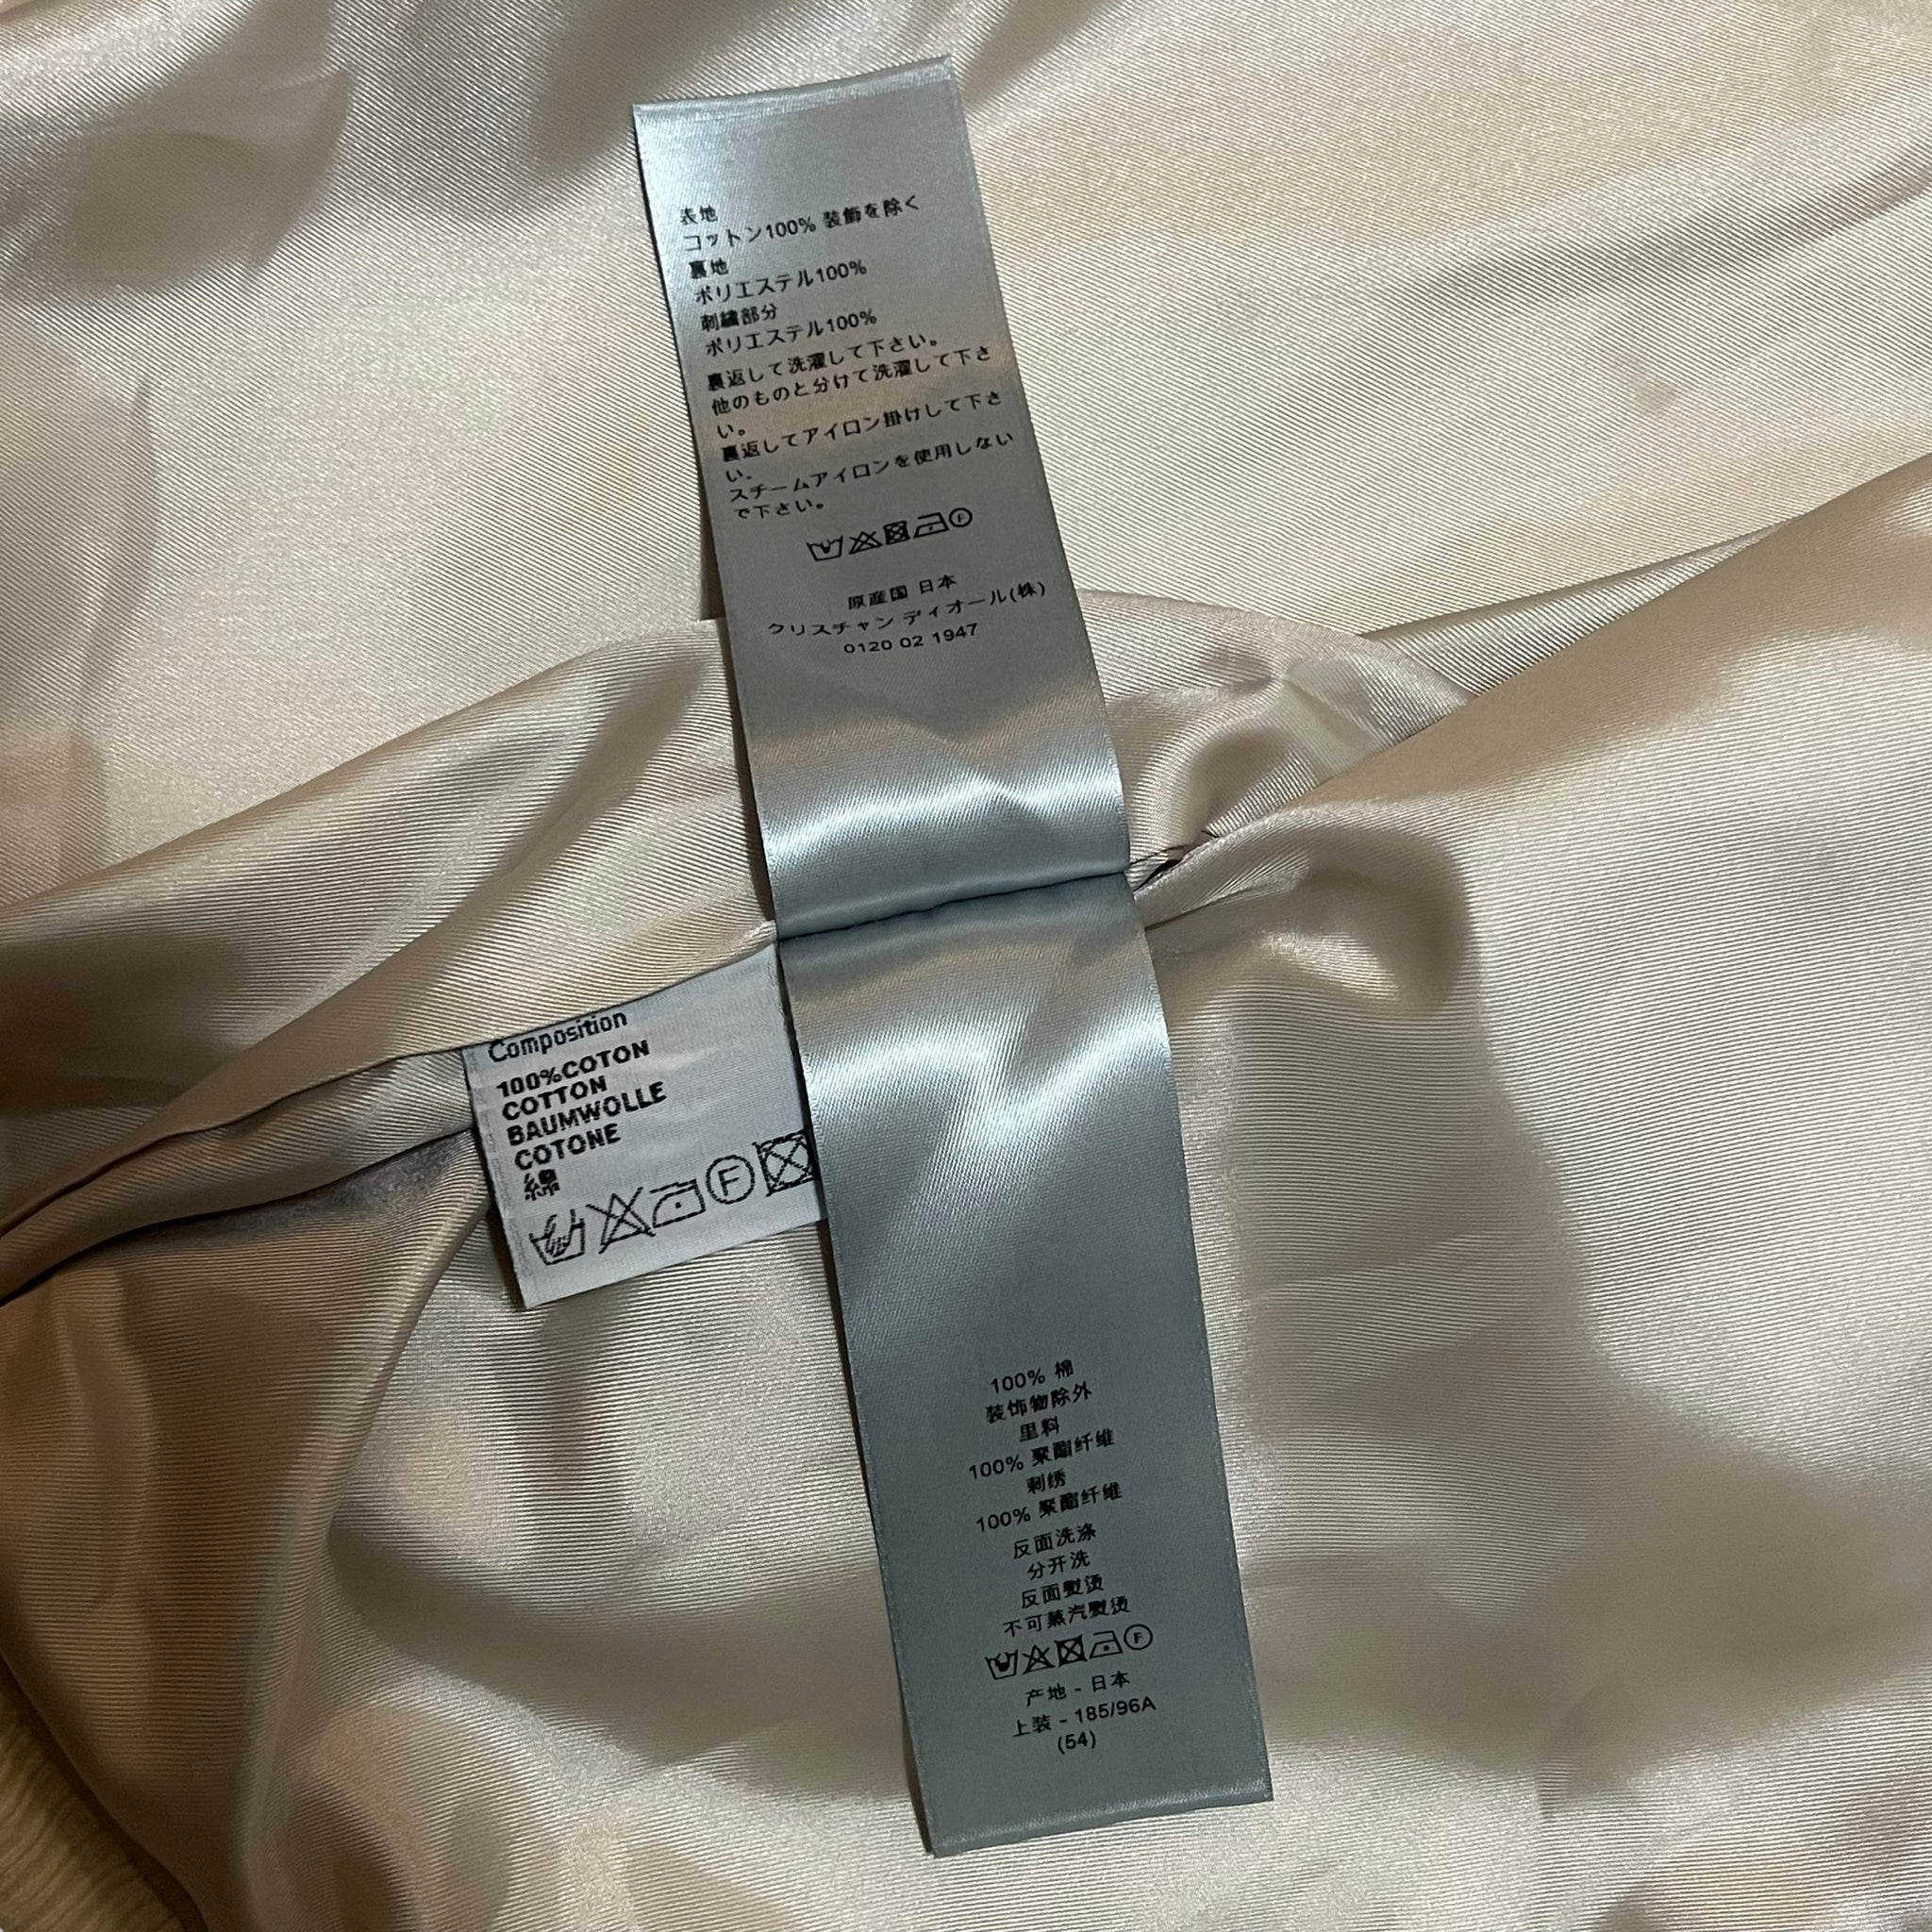 表地
コットン100% 装飾を除く
裏地
ポリエステル100%
刺繍部分
ポリエステル100%
裏返して洗濯して下さい。
他のものと分けて洗濯して下さ
い。
裏返してアイロン掛けして下さ
い.
スチームアイロンを使用しない
で下さい。
F
原産国 日本
クリスチャン ディオール(株)
0120 02 1947
Composition
100%COTON
COTTON
BAUMWOLLE
COTONE
綿
F
100% 棉
装饰物除外
里料
100% 聚酯纤维
刺绣
100% 聚酯纤维
反面洗涤
分开洗
反面熨烫
不可蒸汽熨烫
F
产地 - 日本
上装 - 185/96A
(54)